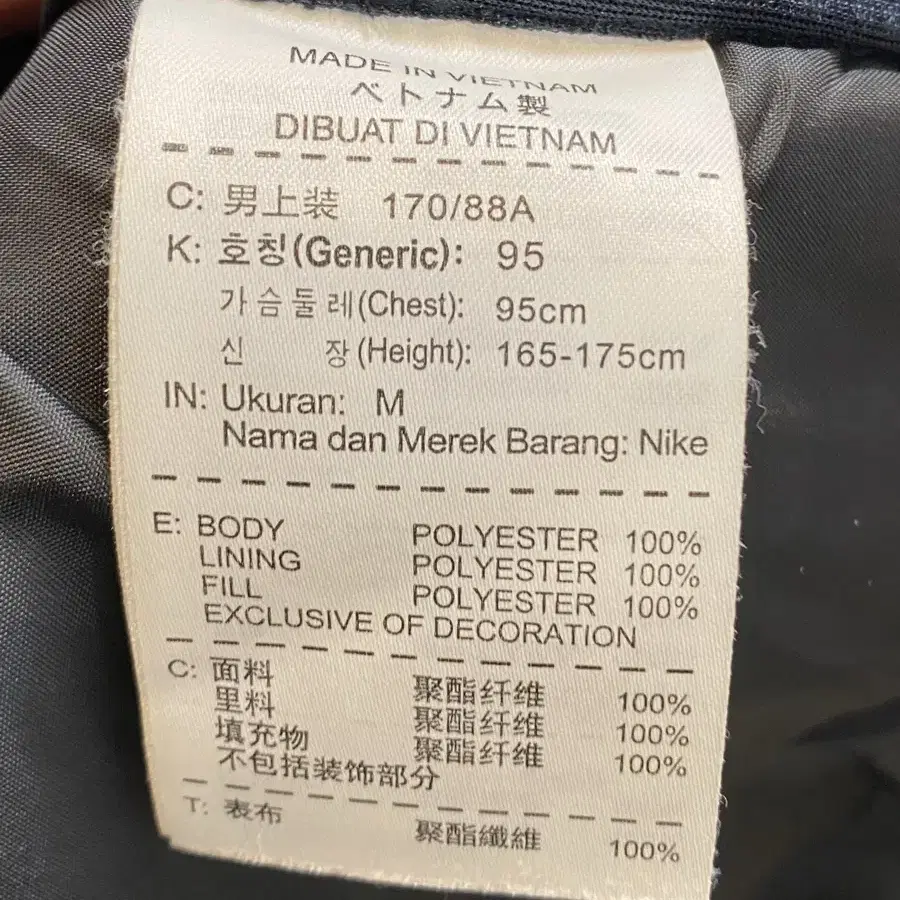 MADE IN VIETNAM
ベトナム製
DIBUAT DI VIETNAM
C: 男上装 170/88A
K: 호칭(Generic): 95
가슴둘레(Chest): 95cm
신 장(Height): 165-175cm
IN: Ukuran: M
Nama dan Merek Barang: Nike
E: BODY POLYESTER 100%
LINING POLYESTER 100%
FILL POLYESTER 100%
EXCLUSIVE OF DECORATION
C: 面料 聚酯纤维 100%
里料 聚酯纤维 100%
填充物 聚酯纤维 100%
不包括装饰部分
T: 表布 聚酯纖維 100%